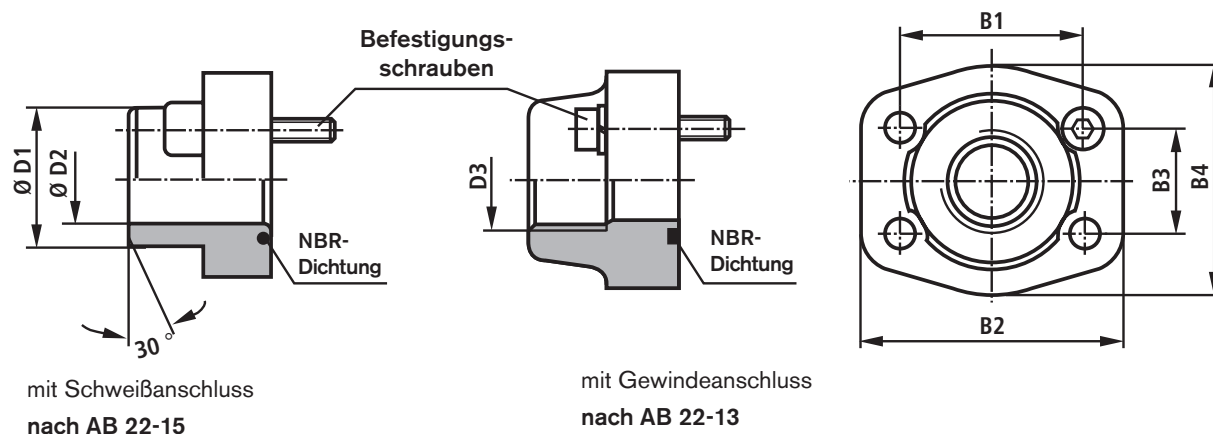 Befestigungs-
schrauben
Ø D1
Ø D2
NBR-
Dichtung
30 °
mit Schweißanschluss
nach AB 22-15
D3
NBR-
Dichtung
mit Gewindeanschluss
nach AB 22-13
B1
B3
B4
B2